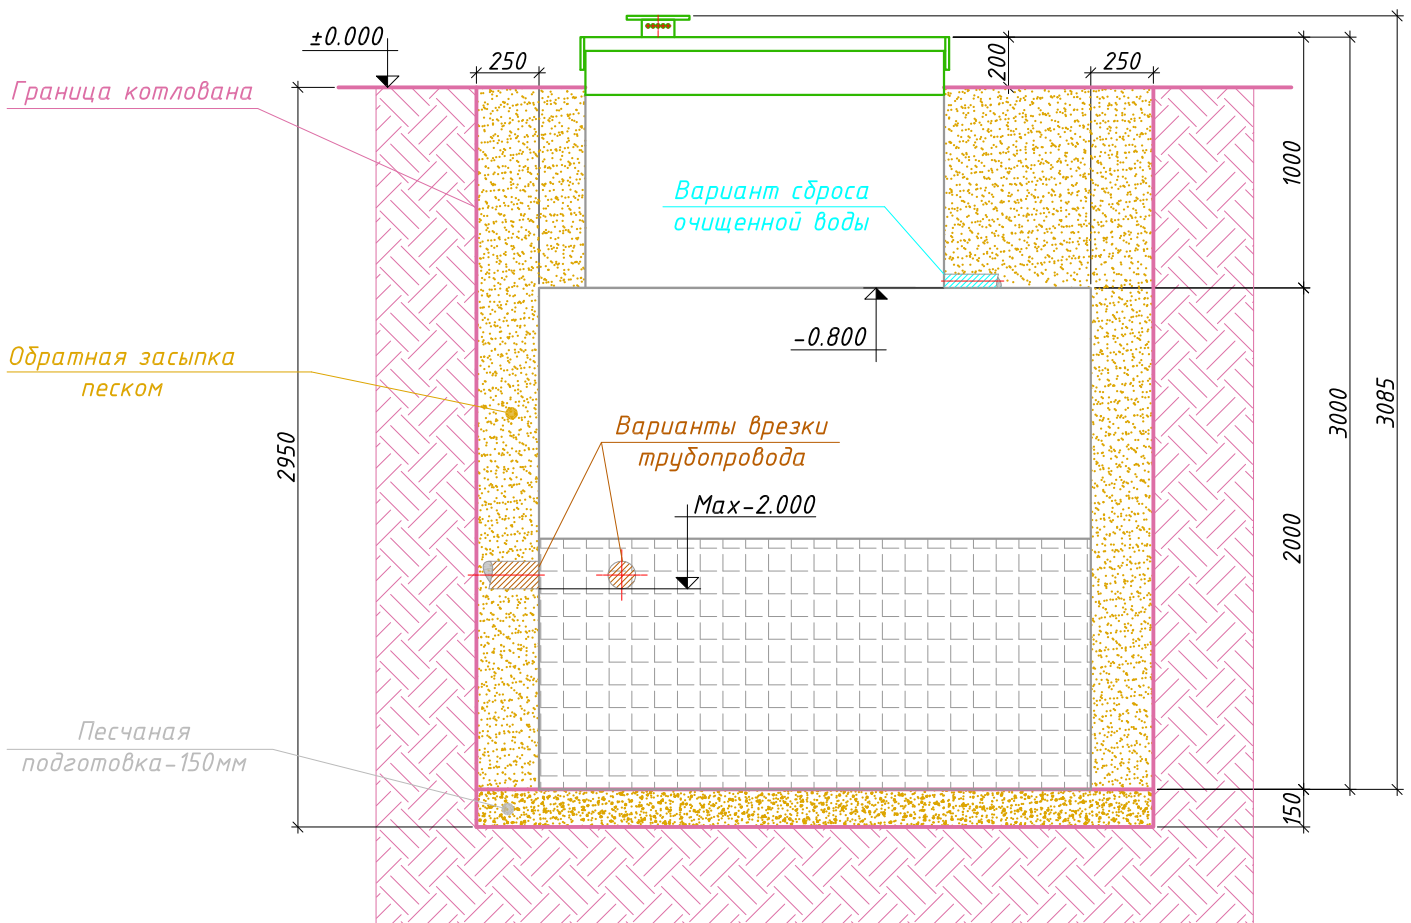 ±0.000
250
200
250
Граница котлована
1000
Вариант сброса
очищенной воды
-0.800
Обратная засыпка
песком
3000
3085
2950
Варианты врезки
трубопровода
Max-2.000
2000
Песчаная
подготовка-150мм
150